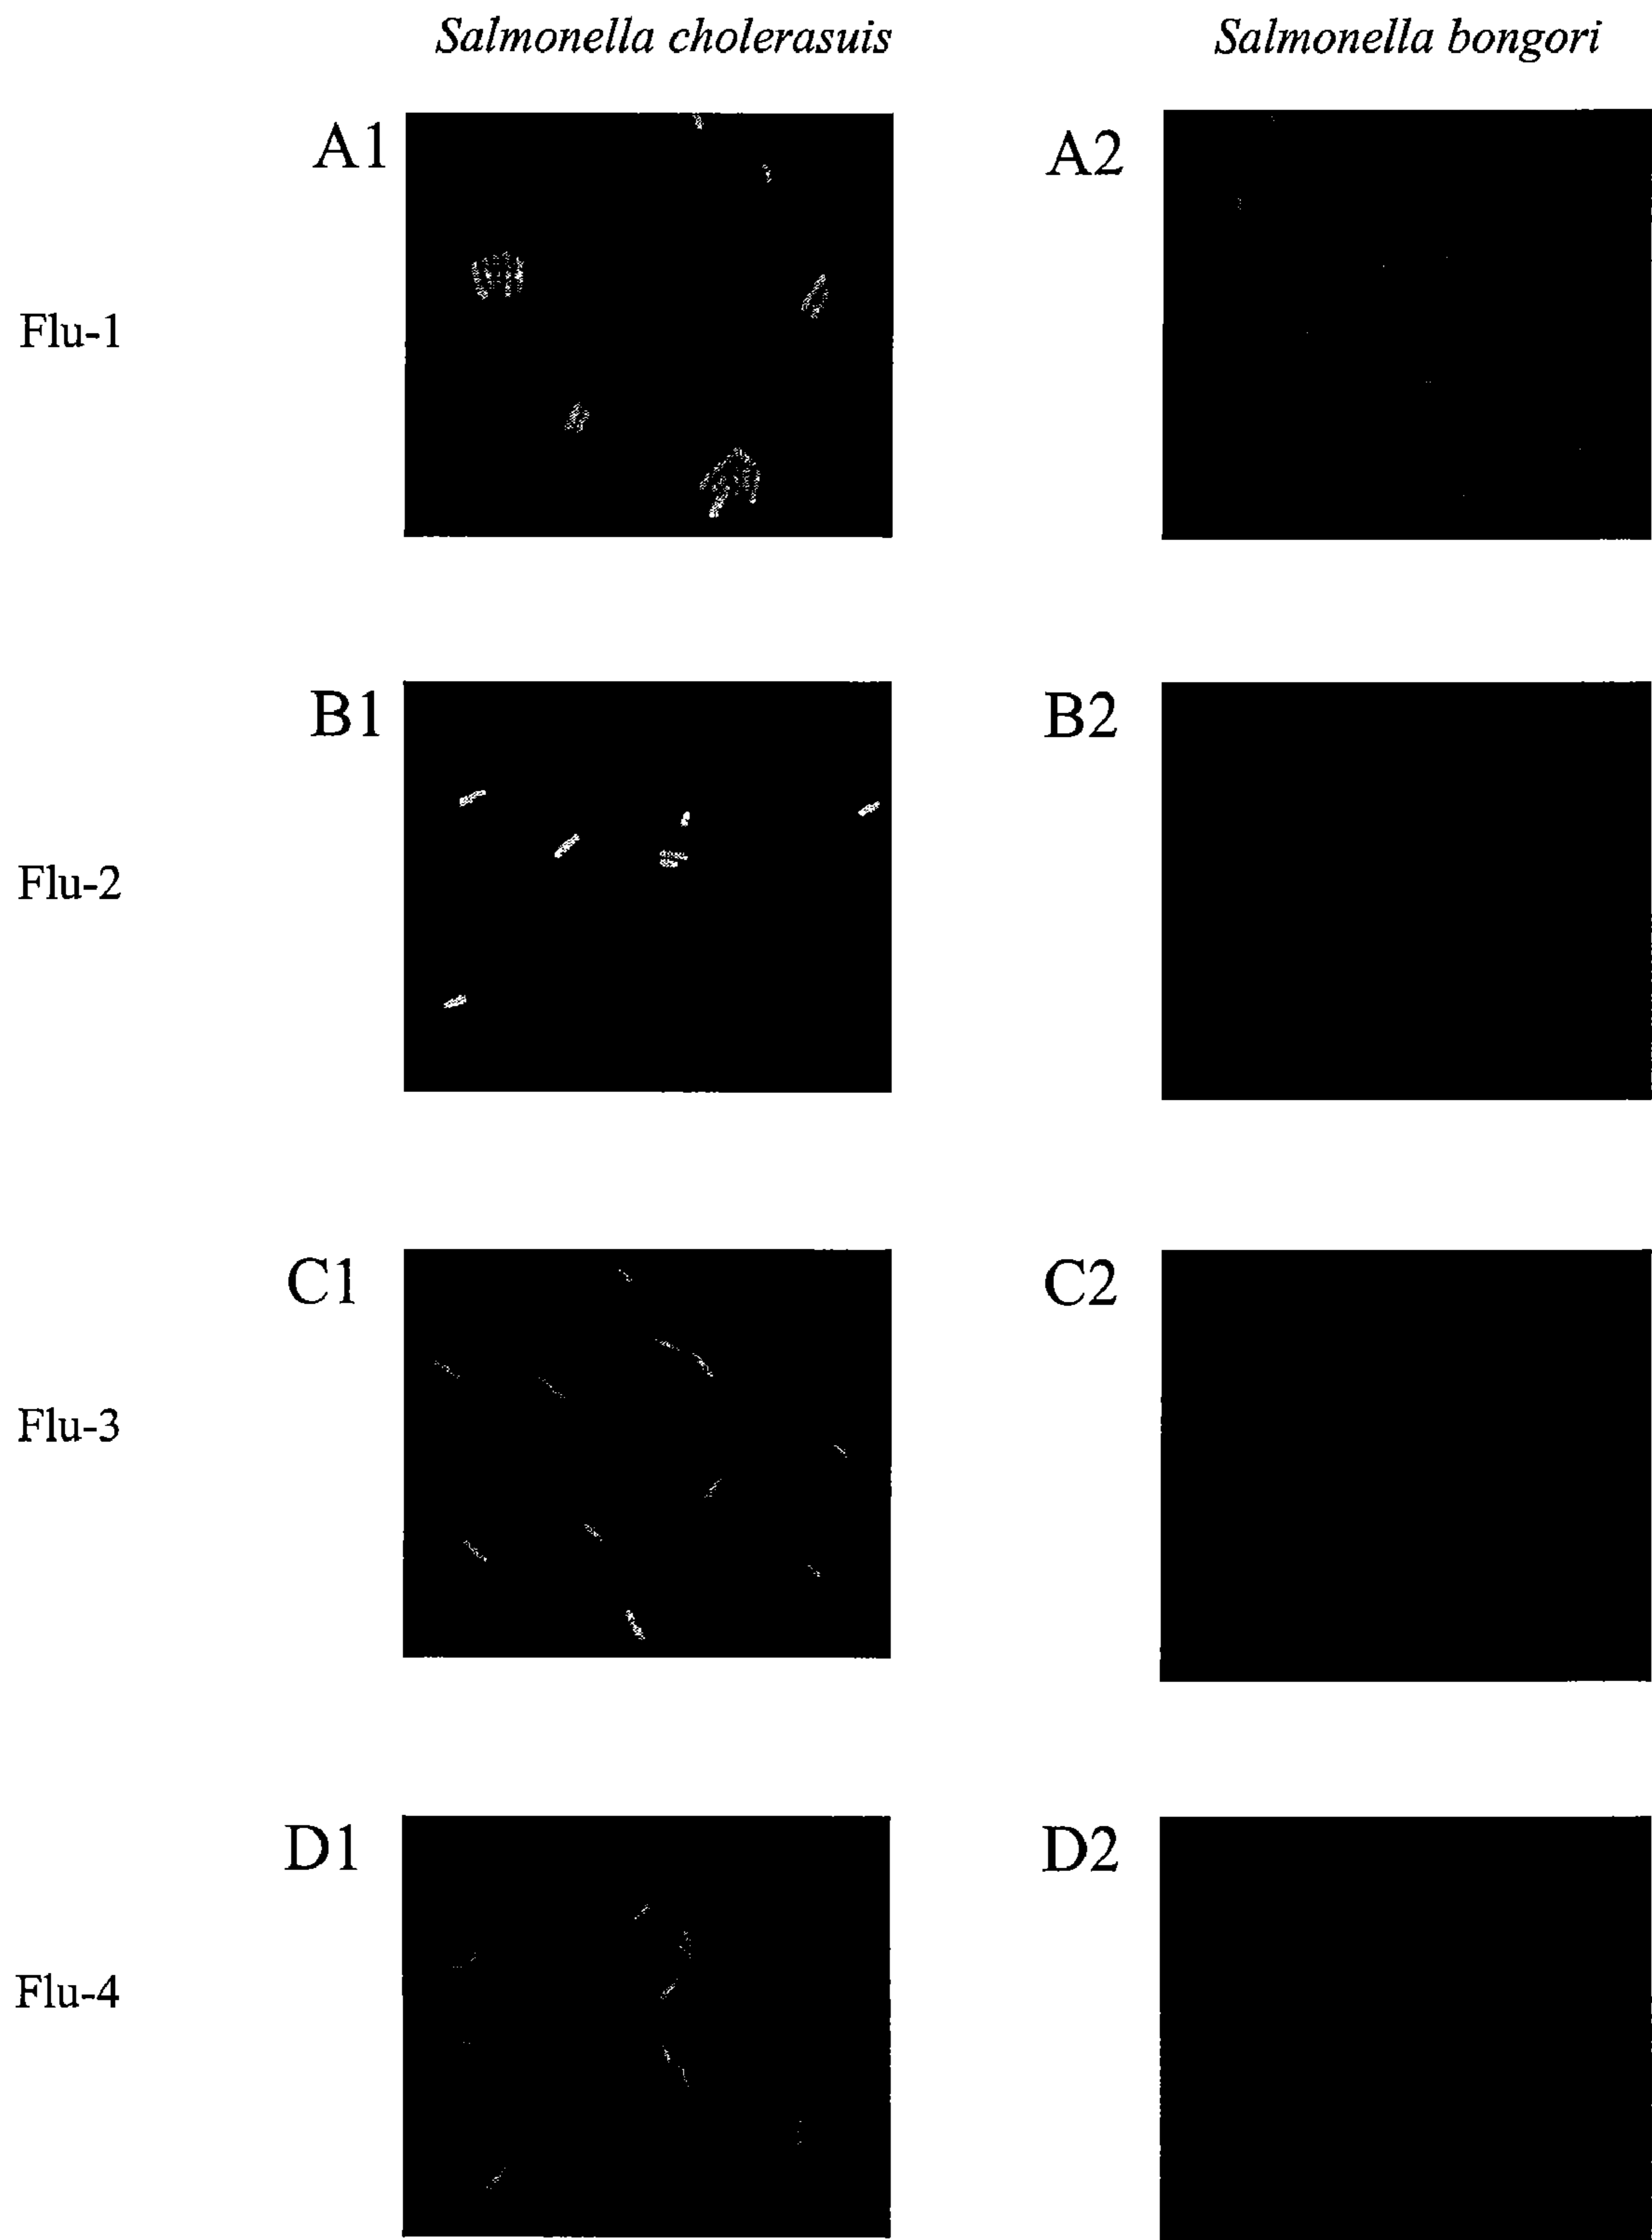 Salmonella cholerasuis Salmonella bongori
A1 A2
Flu-1
B1 B2
Flu-2
C1 C2
Flu-3
D1 D2
Flu-4